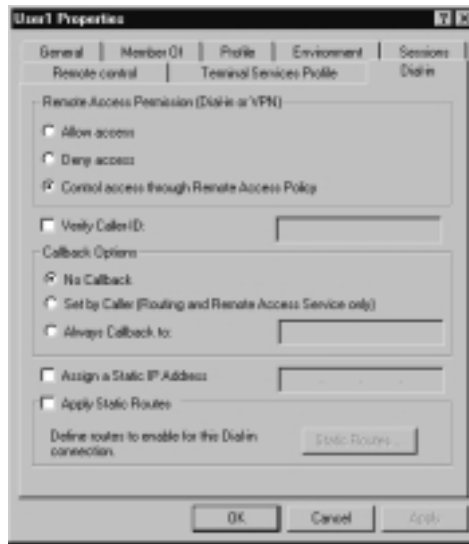 User1 Properties
General Member Of Profile Environment Sessions
Remote control Terminal Services Profile Dial-in
Remote Access Permission (Dial-in or VPN)
Allow access
Deny access
Control access through Remote Access Policy
Verify Caller-ID:
Callback Options
No Callback
Set by Caller (Routing and Remote Access Service only)
Always Callback to:
Assign a Static IP Address
Apply Static Routes
Define routes to enable for this Dial-in
connection.
Static Routes...
OK Cancel Apply